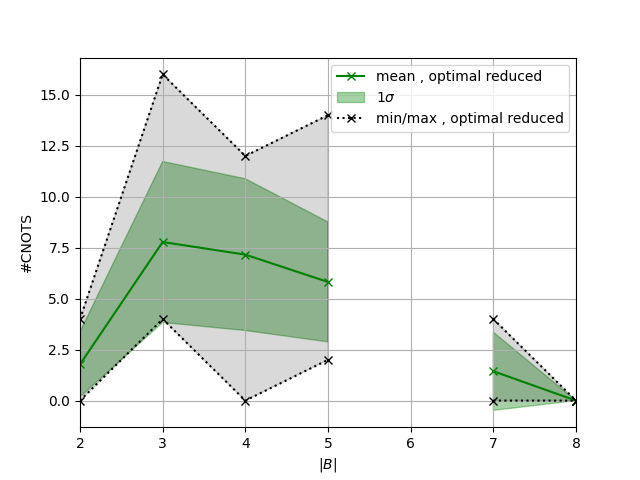 mean , optimal reduced
1σ
min/max , optimal reduced
15.0
12.5
10.0
7.5
5.0
2.5
0.0
#CNOTS
2 3 4 5 6 7 8
|B|